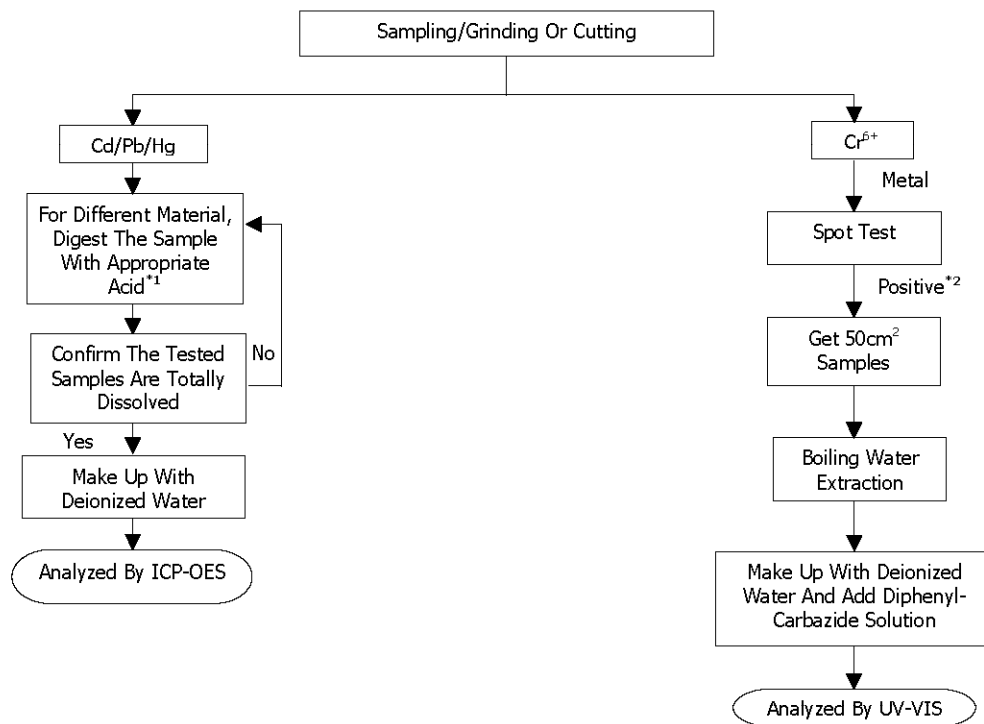 Sampling/Grinding Or Cutting
Cd/Pb/Hg
For Different Material,
Digest The Sample
With Appropriate
Acid*1
Confirm The Tested
Samples Are Totally
Dissolved
No
Yes
Make Up With
Deionized Water
Analyzed By ICP-OES
Cr6+
Metal
Spot Test
Positive*2
Get 50cm2
Samples
Boiling Water
Extraction
Make Up With Deionized
Water And Add Diphenyl-
Carbazide Solution
Analyzed By UV-VIS